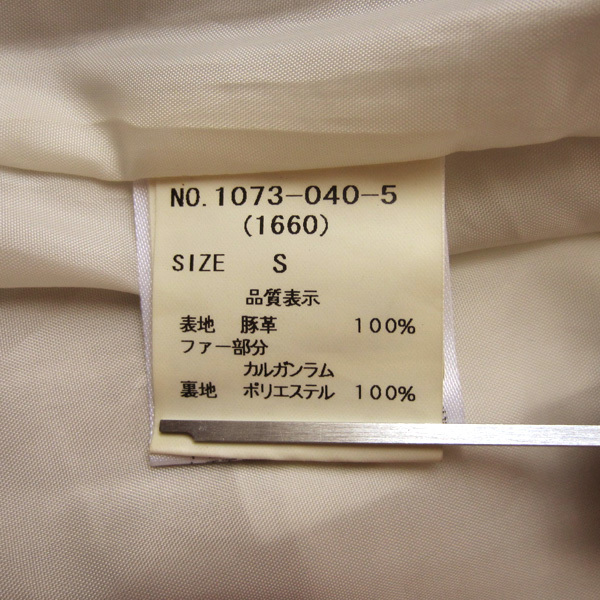 NO.1073-040-5
(1660)
SIZE S
品質表示
表地 豚革 100%
ファー部分
カルガンラム
裏地 ポリエステル 100%